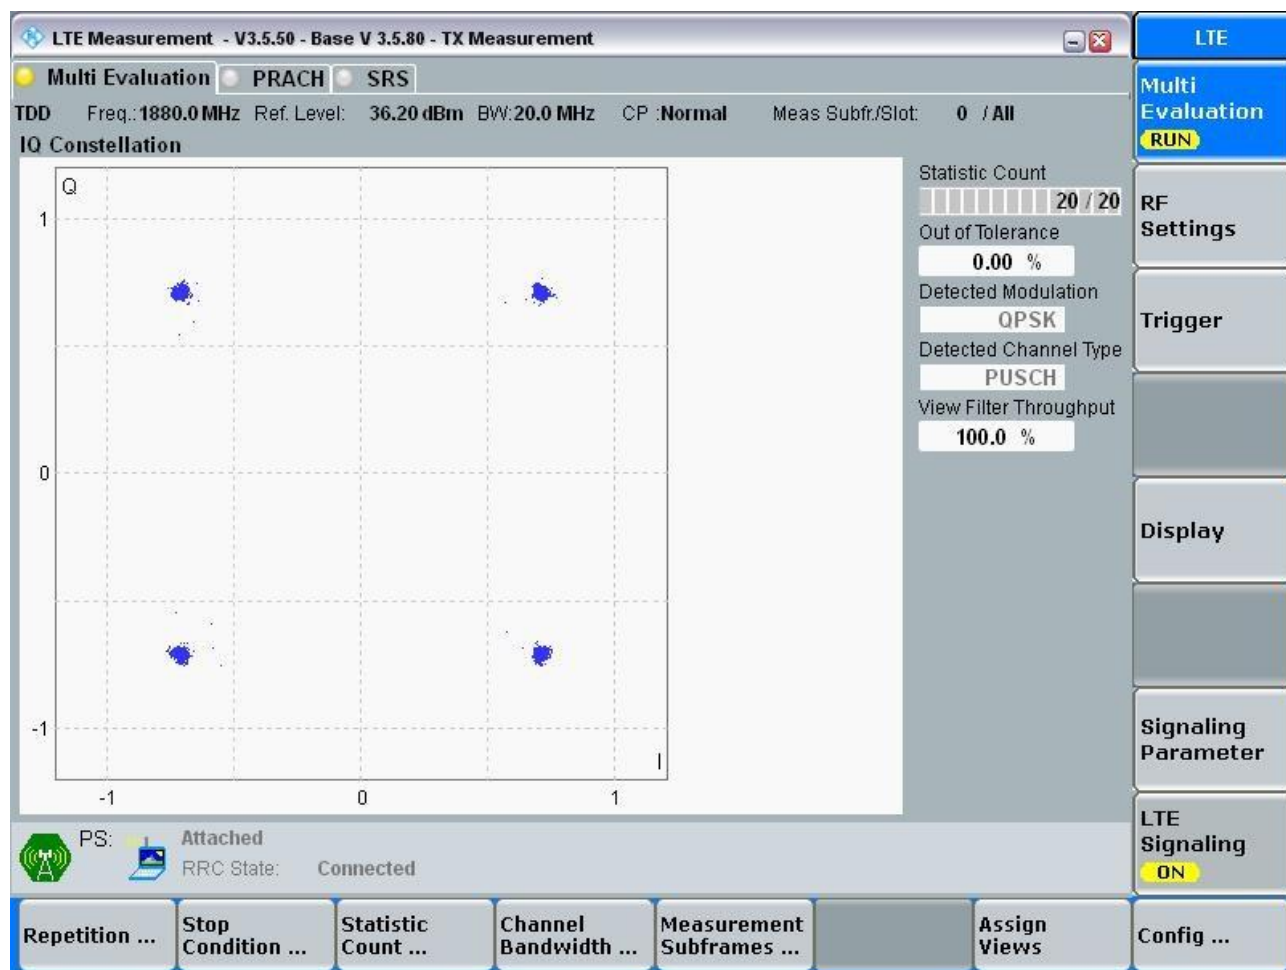 LTE Measurement - V3.5.50 - Base V 3.5.80 - TX Measurement
LTE
Multi Evaluation PRACH SRS
TDD Freq.: 1880.0 MHz Ref. Level: 36.20 dBm BW: 20.0 MHz CP : Normal Meas Subfr./Slot: 0 / All
IQ Constellation
Q
1
0
-1
-1 0 1
I
Statistic Count
20 / 20
Out of Tolerance
0.00 %
Detected Modulation
QPSK
Detected Channel Type
PUSCH
View Filter Throughput
100.0 %
Multi
Evaluation
RUN
RF
Settings
Trigger
Display
Signaling
Parameter
LTE
Signaling
ON
PS: Attached
RRC State: Connected
Repetition ...
Stop
Condition ...
Statistic
Count ...
Channel
Bandwidth ...
Measurement
Subframes ...
Assign
Views
Config ...